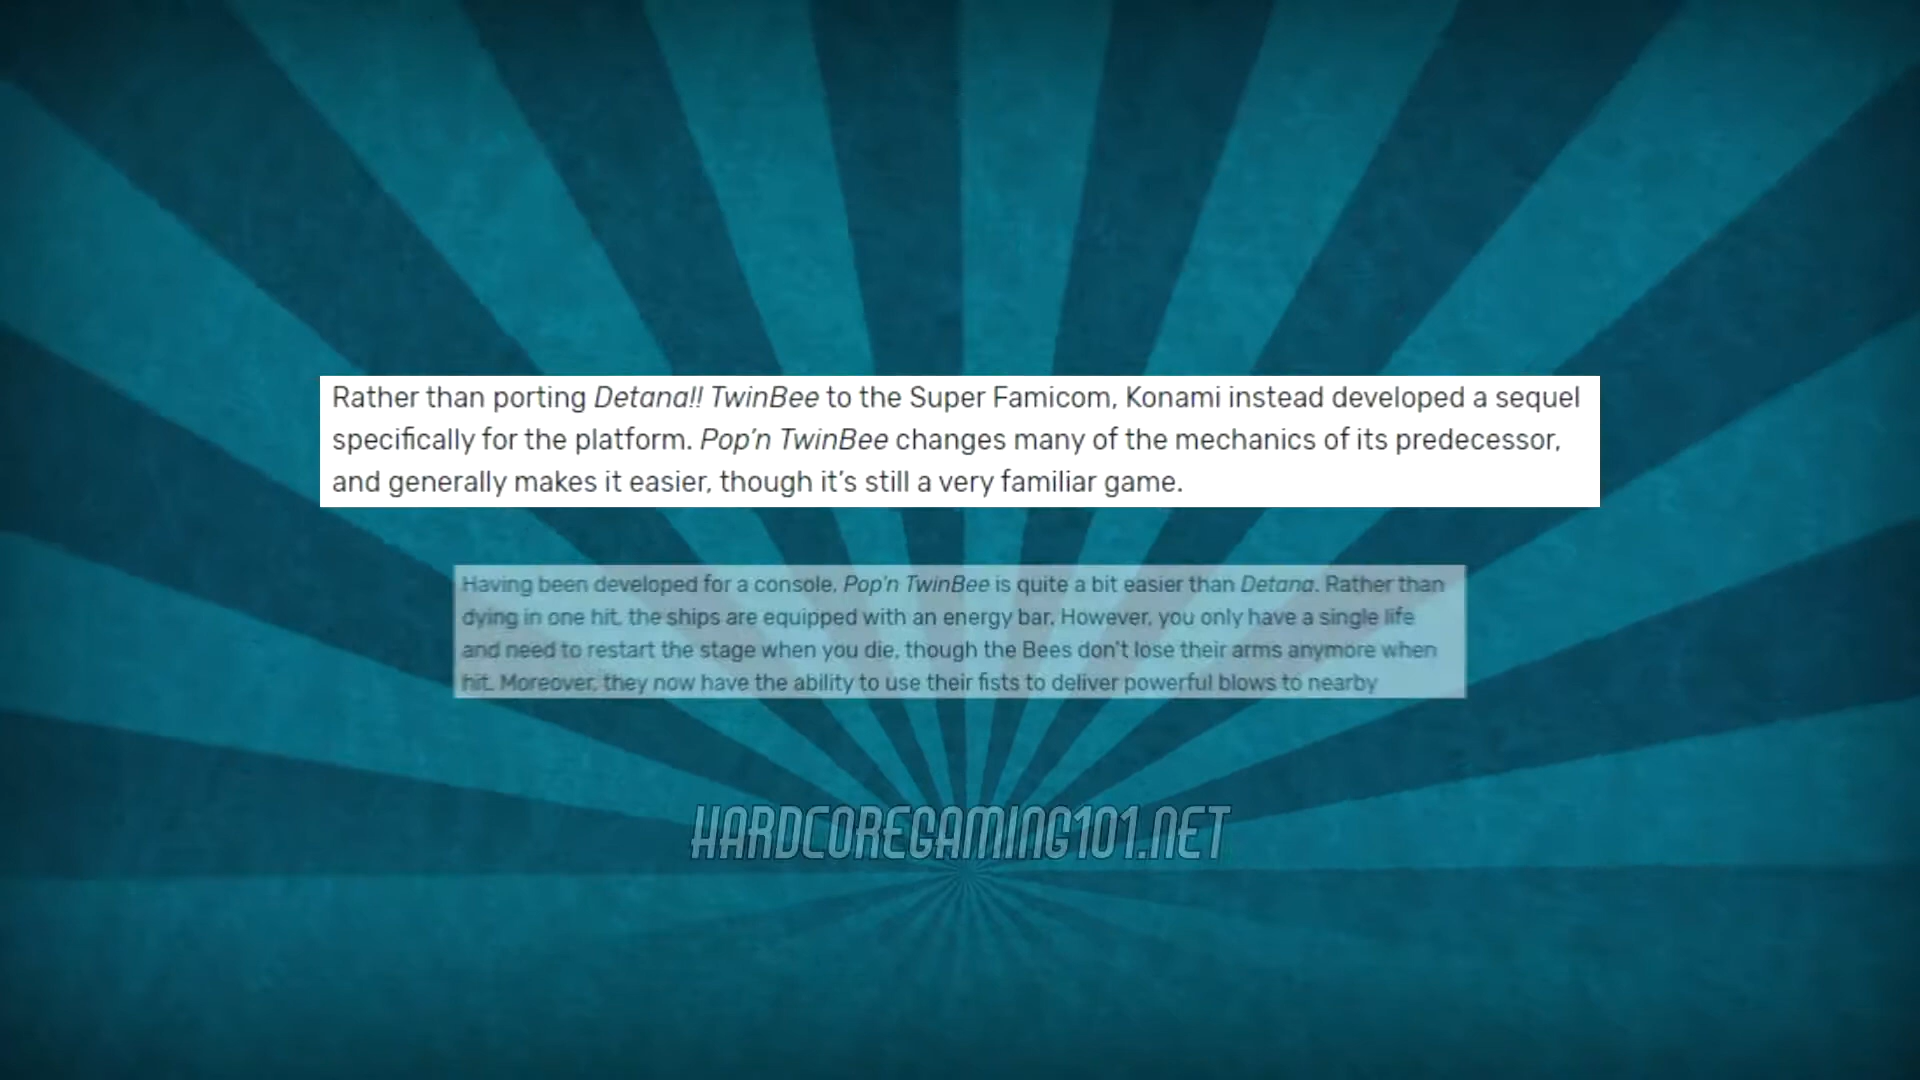 Rather than porting Detana!! TwinBee to the Super Famicom, Konami instead developed a sequel
specifically for the platform. Pop’n TwinBee changes many of the mechanics of its predecessor,
and generally makes it easier, though it’s still a very familiar game.
Having been developed for a console, Pop’n TwinBee is quite a bit easier than Detana. Rather than
dying in one hit, the ships are equipped with an energy bar. However, you only have a single life
and need to restart the stage when you die, though the Bees don’t lose their arms anymore when
hit. Moreover, they now have the ability to use their fists to deliver powerful blows to nearby
HARDCOREGAMING101.NET